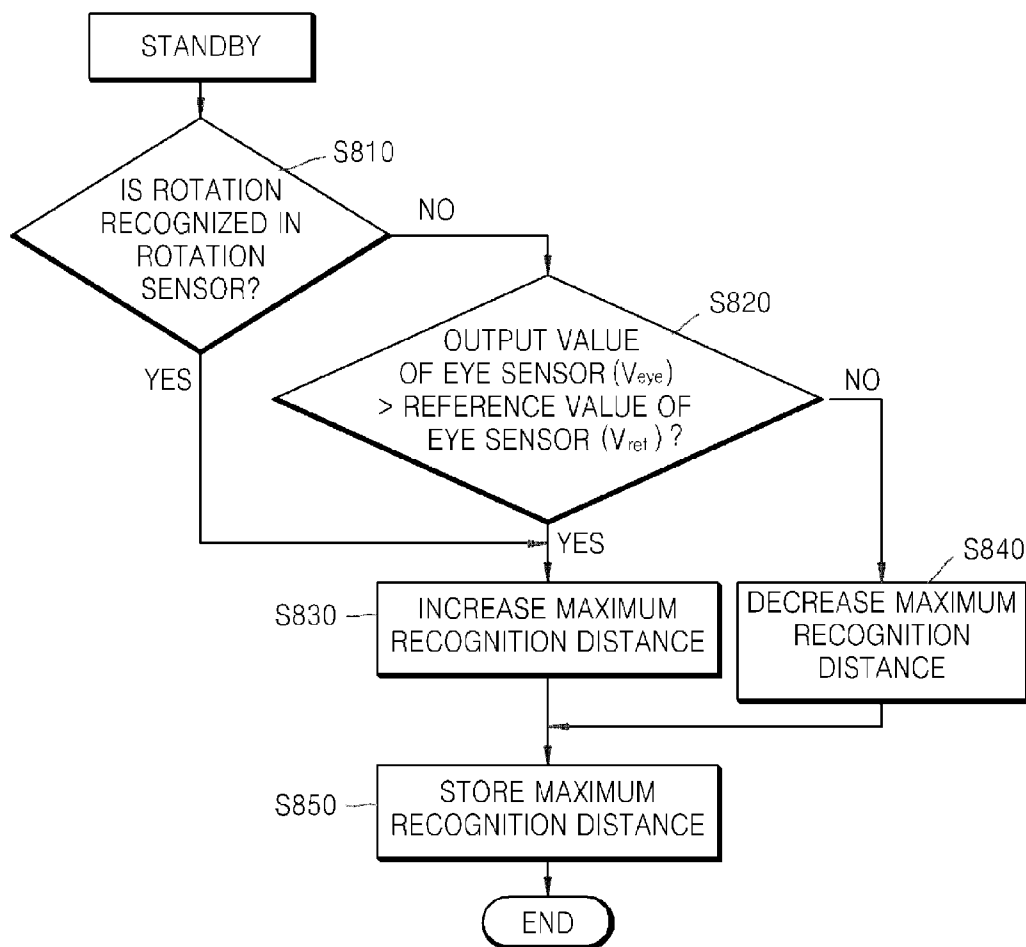 STANDBY
S810
IS ROTATION
RECOGNIZED IN
ROTATION
SENSOR?
NO
YES
S820
OUTPUT VALUE
OF EYE SENSOR (Veye)
> REFERENCE VALUE OF
EYE SENSOR (Vret) ?
NO
YES
S830
INCREASE MAXIMUM
RECOGNITION DISTANCE
S840
DECREASE MAXIMUM
RECOGNITION
DISTANCE
S850
STORE MAXIMUM
RECOGNITION DISTANCE
END